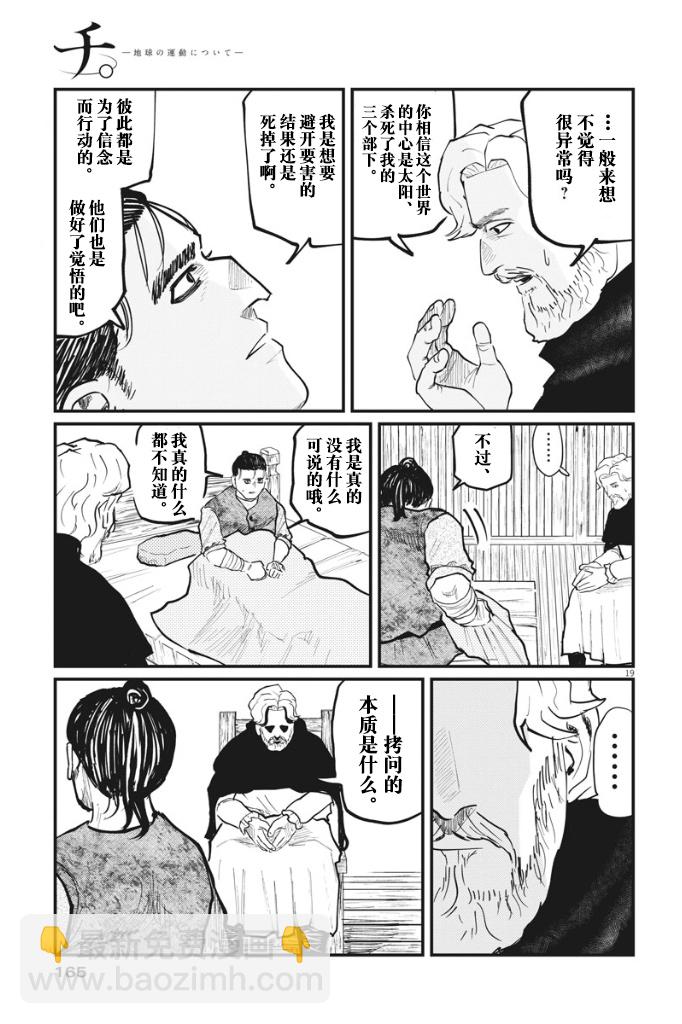 チ。
—地球の運動について—
…一般来想
不觉得
很异常吗?
你相信这个世界
的中心是太阳、
杀死了我的
三个部下。
我是想要
避开要害的
结果还是
死掉了啊。
彼此都是
为了信念
而行动的。
他们也是
做好了觉悟的吧。
……
不过、
我是真的
没有什么
可说的哦。
我真的什么
都不知道。
19
……
——拷问的
本质是什么。
最新免费漫画
165
www.baozimh.com